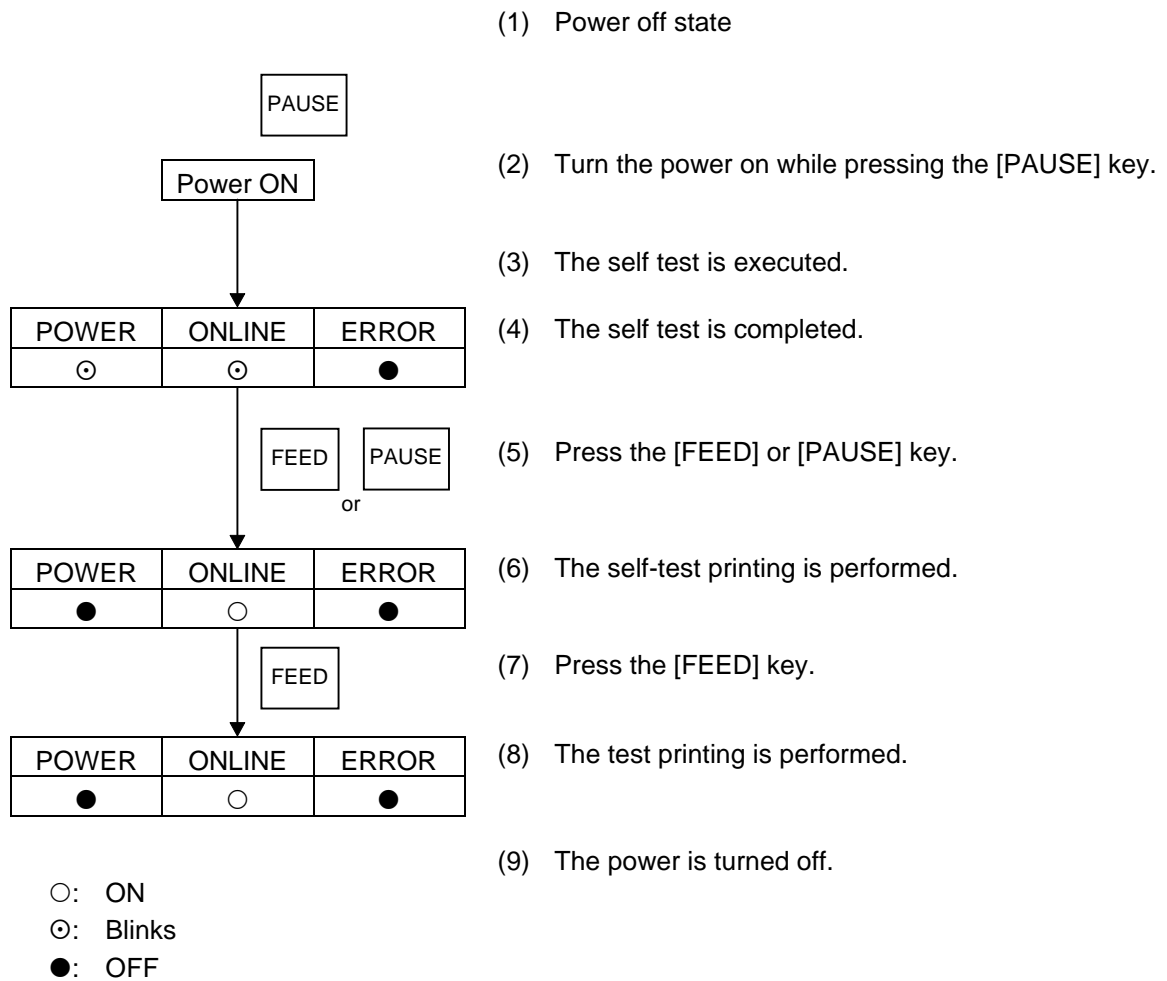 (1) Power off state
PAUSE
(2) Turn the power on while pressing the [PAUSE] key.
Power ON
(3) The self test is executed.
POWER ONLINE ERROR
(4) The self test is completed.
⊙ ⊙ ●
FEED PAUSE
(5) Press the [FEED] or [PAUSE] key.
or
POWER ONLINE ERROR
(6) The self-test printing is performed.
● ○ ●
FEED
(7) Press the [FEED] key.
POWER ONLINE ERROR
(8) The test printing is performed.
● ○ ●
(9) The power is turned off.
○: ON
⊙: Blinks
●: OFF